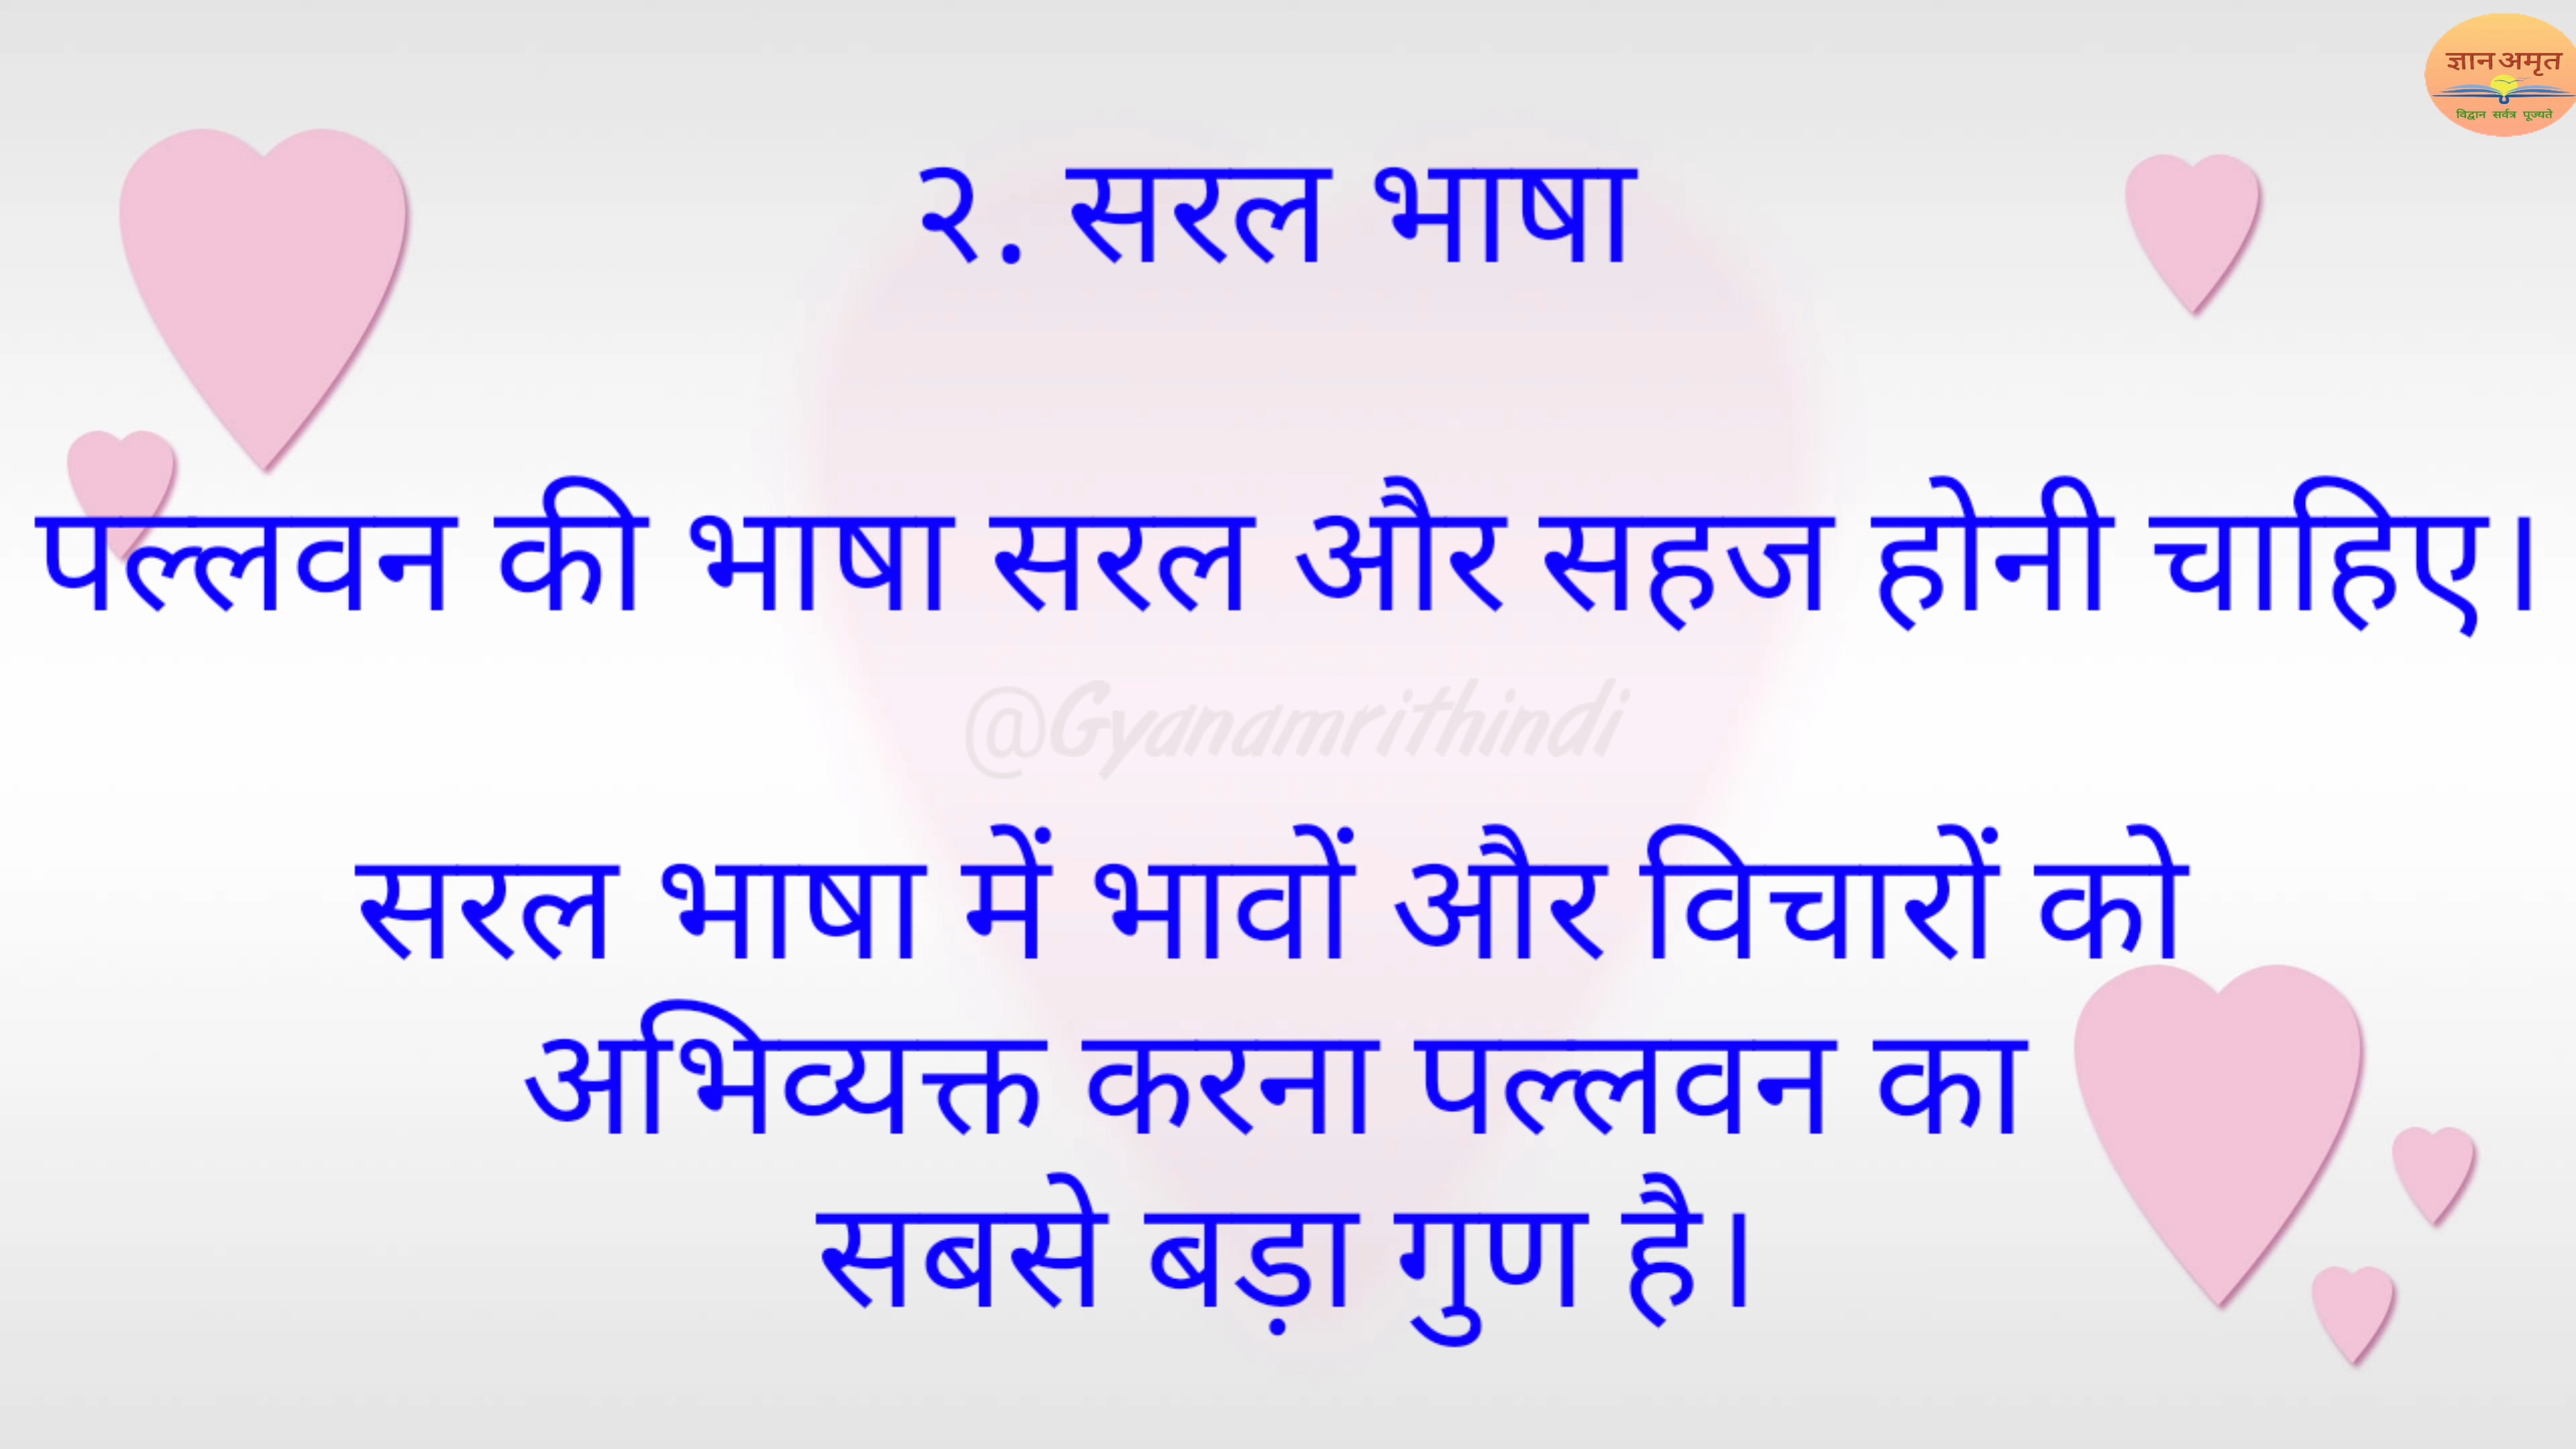 ज्ञान अमृत
विद्वान सर्वत्र पूज्यते
२. सरल भाषा
पल्लवन की भाषा सरल और सहज होनी चाहिए।
@Gyanamrithindi
सरल भाषा में भावों और विचारों को
अभिव्यक्त करना पल्लवन का
सबसे बड़ा गुण है।